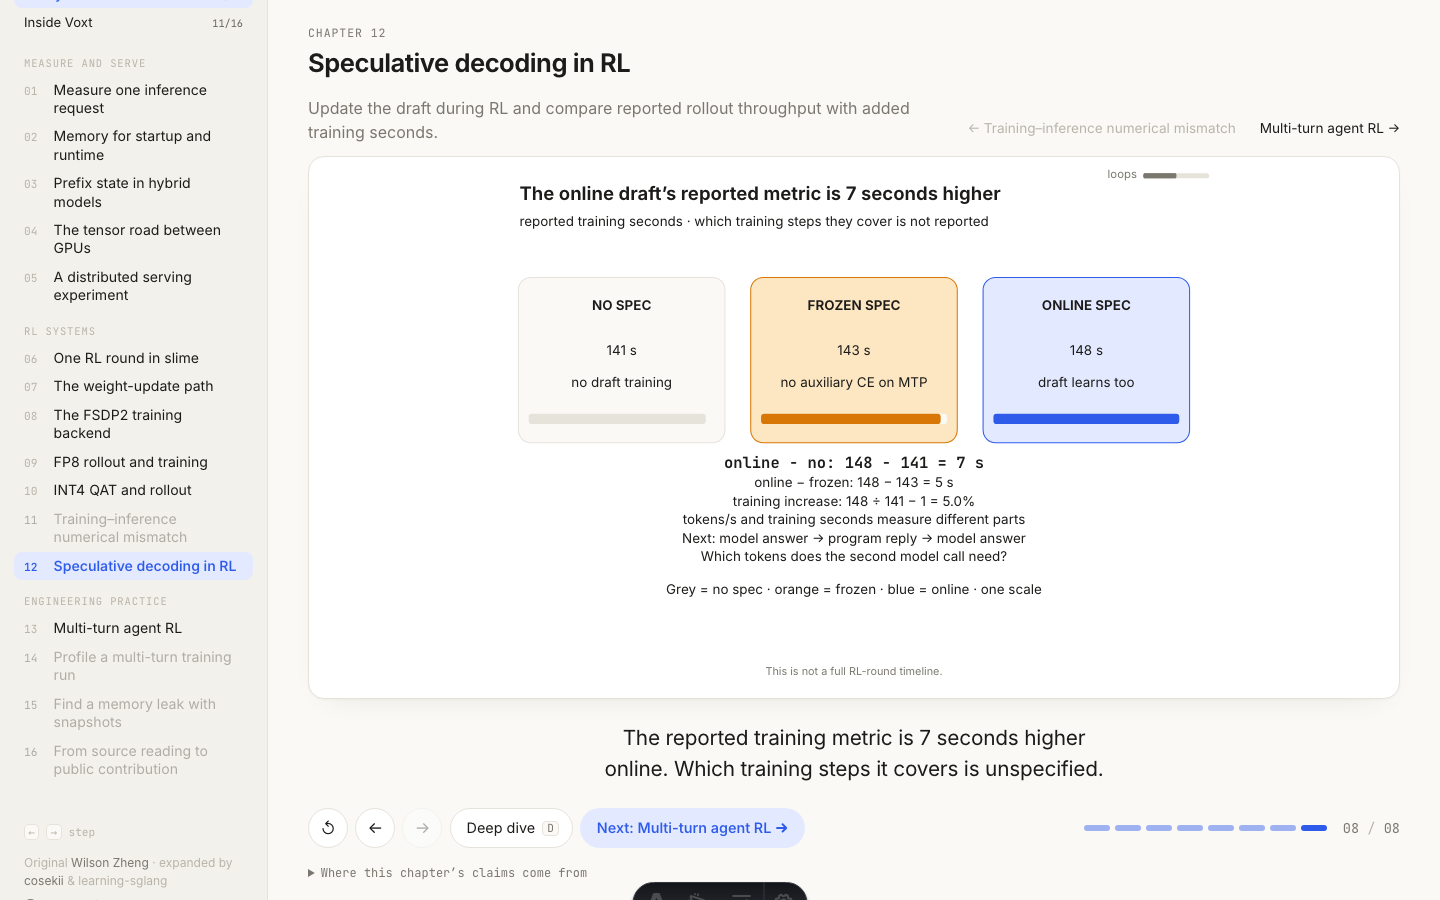 Inside Voxt 11/16
MEASURE AND SERVE
01 Measure one inference
request
02 Memory for startup and
runtime
03 Prefix state in hybrid
models
04 The tensor road between
GPUs
05 A distributed serving
experiment
RL SYSTEMS
06 One RL round in slime
07 The weight-update path
08 The FSDP2 training
backend
09 FP8 rollout and training
10 INT4 QAT and rollout
11 Training–inference
numerical mismatch
12 Speculative decoding in RL
ENGINEERING PRACTICE
13 Multi-turn agent RL
14 Profile a multi-turn training
run
15 Find a memory leak with
snapshots
16 From source reading to
public contribution
← → step
Original Wilson Zheng · expanded by
cosekii & learning-sglang
CHAPTER 12
Speculative decoding in RL
Update the draft during RL and compare reported rollout throughput with added
training seconds.
← Training–inference numerical mismatch Multi-turn agent RL →
loops
The online draft’s reported metric is 7 seconds higher
reported training seconds · which training steps they cover is not reported
NO SPEC
141 s
no draft training
FROZEN SPEC
143 s
no auxiliary CE on MTP
ONLINE SPEC
148 s
draft learns too
online - no: 148 - 141 = 7 s
online − frozen: 148 − 143 = 5 s
training increase: 148 ÷ 141 − 1 = 5.0%
tokens/s and training seconds measure different parts
Next: model answer → program reply → model answer
Which tokens does the second model call need?
Grey = no spec · orange = frozen · blue = online · one scale
This is not a full RL-round timeline.
The reported training metric is 7 seconds higher
online. Which training steps it covers is unspecified.
Deep dive D
Next: Multi-turn agent RL →
08 / 08
▶ Where this chapter’s claims come from